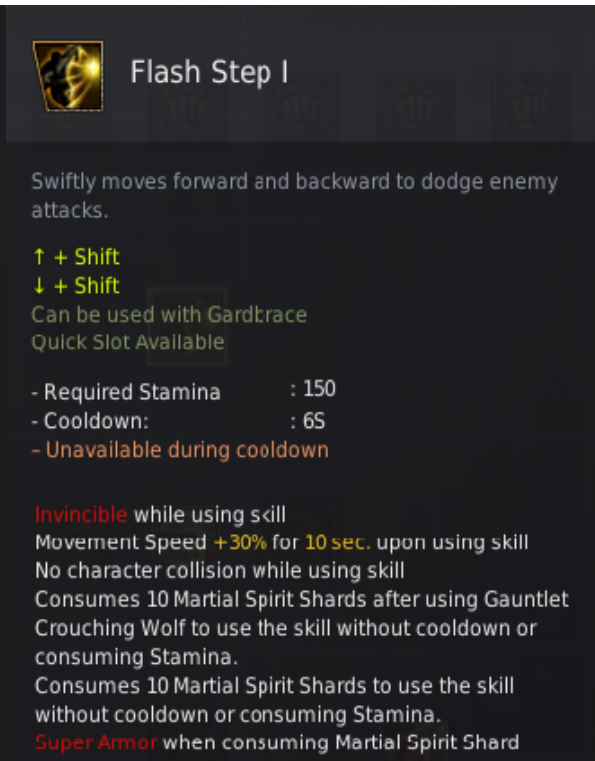 Flash Step I
Swiftly moves forward and backward to dodge enemy
attacks.
↑ + Shift
↓ + Shift
Can be used with Gardbrace
Quick Slot Available
- Required Stamina : 150
- Cooldown: : 6S
- Unavailable during cooldown
Invincible while using skill
Movement Speed +30% for 10 sec. upon using skill
No character collision while using skill
Consumes 10 Martial Spirit Shards after using Gauntlet
Crouching Wolf to use the skill without cooldown or
consuming Stamina.
Consumes 10 Martial Spirit Shards to use the skill
without cooldown or consuming Stamina.
Super Armor when consuming Martial Spirit Shard